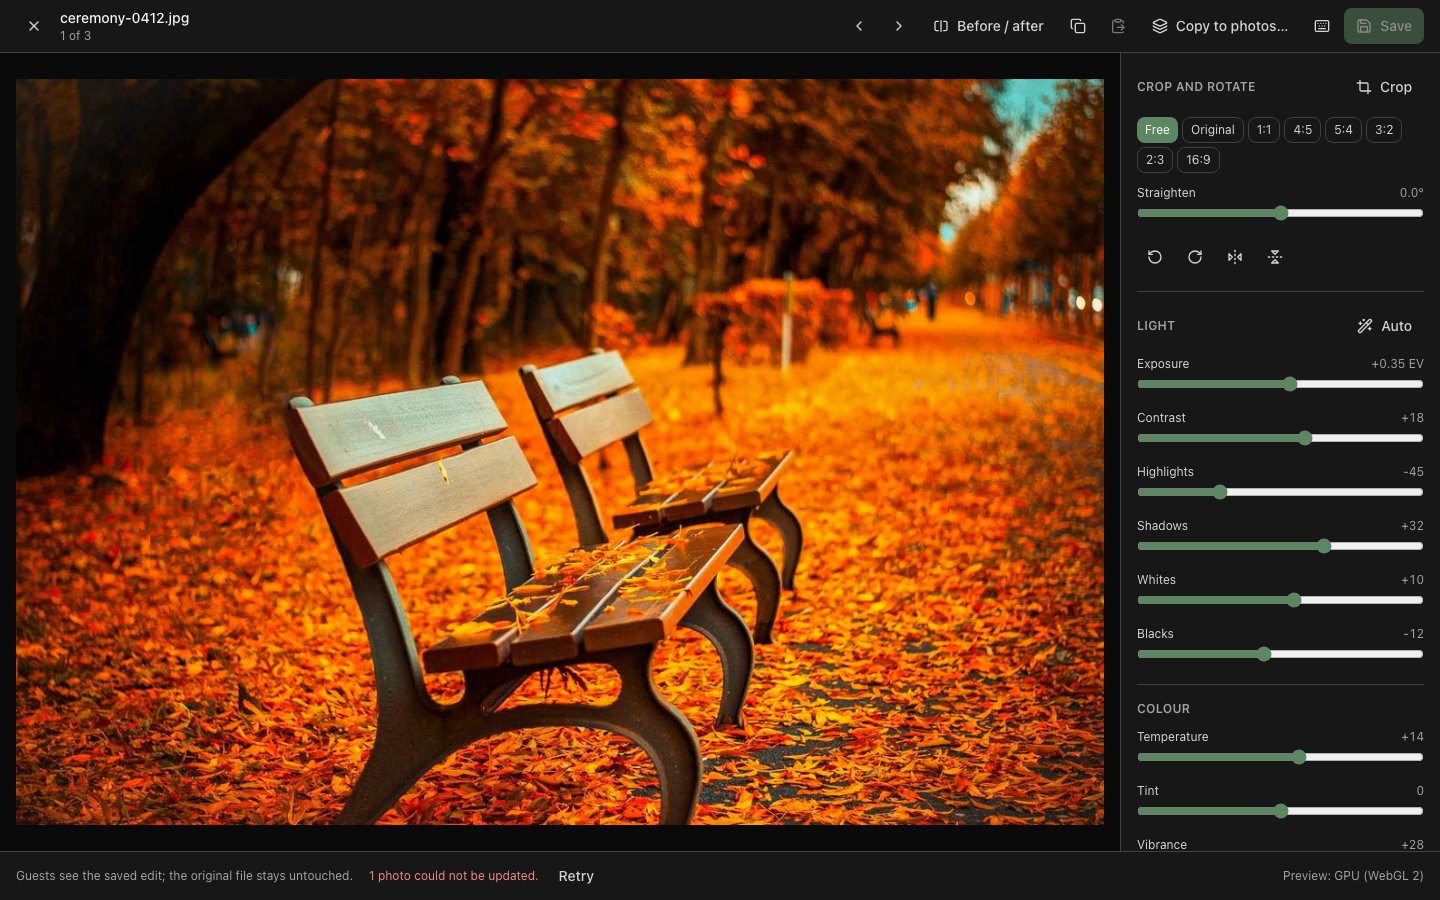 ceremony-0412.jpg
1 of 3
Before / after
Copy to photos...
Save
CROP AND ROTATE
Crop
Free Original 1:1 4:5 5:4 3:2
2:3 16:9
Straighten 0.0°
LIGHT
Auto
Exposure +0.35 EV
Contrast +18
Highlights -45
Shadows +32
Whites +10
Blacks -12
COLOUR
Temperature +14
Tint 0
Vibrance +28
Guests see the saved edit; the original file stays untouched. 1 photo could not be updated. Retry
Preview: GPU (WebGL 2)